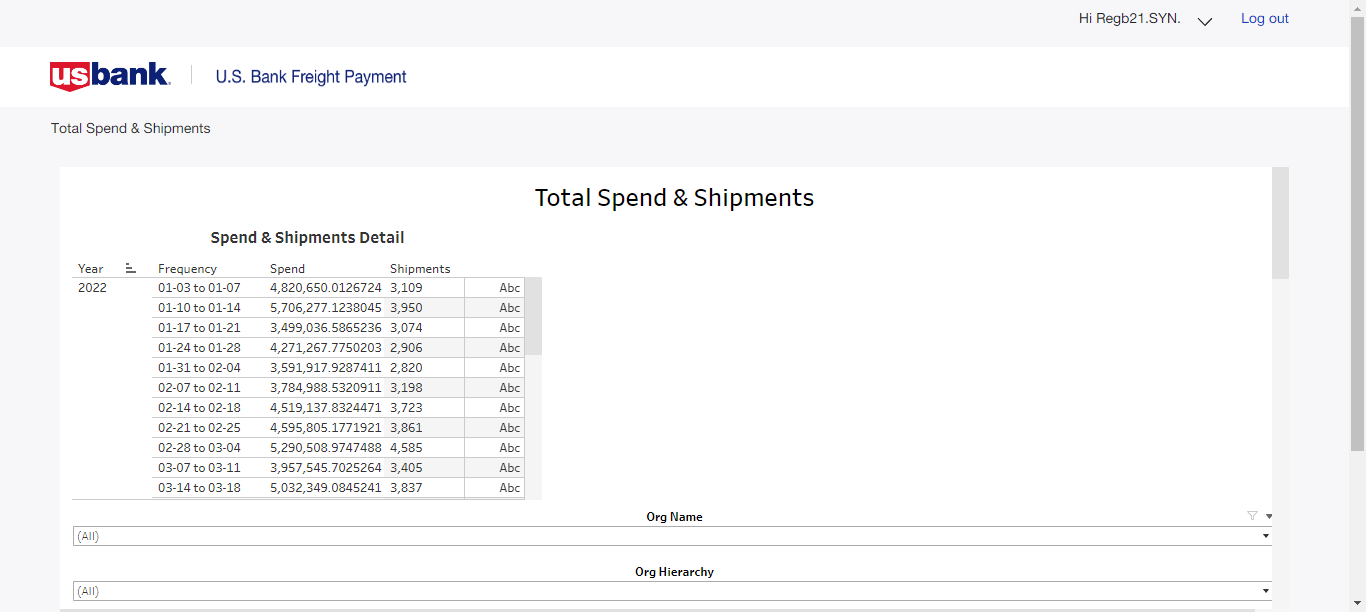 Hi Regb21.SYN. Log out
usbank. U.S. Bank Freight Payment
Total Spend & Shipments
Total Spend & Shipments
Spend & Shipments Detail
Year Frequency Spend Shipments
2022 01-03 to 01-07 4,820,650.0126724 3,109 Abc
01-10 to 01-14 5,706,277.1238045 3,950 Abc
01-17 to 01-21 3,499,036.5865236 3,074 Abc
01-24 to 01-28 4,271,267.7750203 2,906 Abc
01-31 to 02-04 3,591,917.9287411 2,820 Abc
02-07 to 02-11 3,784,988.5320911 3,198 Abc
02-14 to 02-18 4,519,137.8324471 3,723 Abc
02-21 to 02-25 4,595,805.1771921 3,861 Abc
02-28 to 03-04 5,290,508.9747488 4,585 Abc
03-07 to 03-11 3,957,545.7025264 3,405 Abc
03-14 to 03-18 5,032,349.0845241 3,837 Abc
Org Name
(All)
Org Hierarchy
(All)